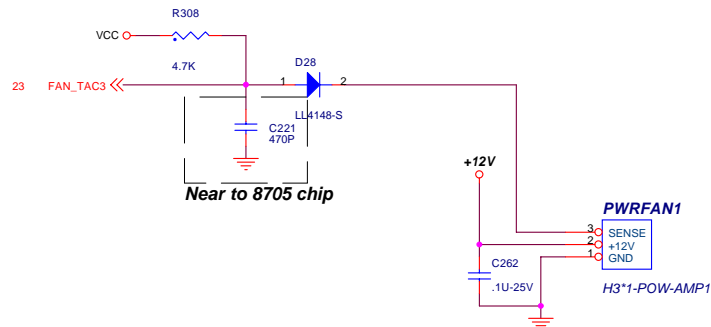 R308
VCC
4.7K
23 FAN_TAC3
D28
1 2
LL4148-S
C221
470P
Near to 8705 chip
+12V
PWRFAN1
3 SENSE
2 +12V
1 GND
C262
.1U-25V
H3*1-POW-AMP1